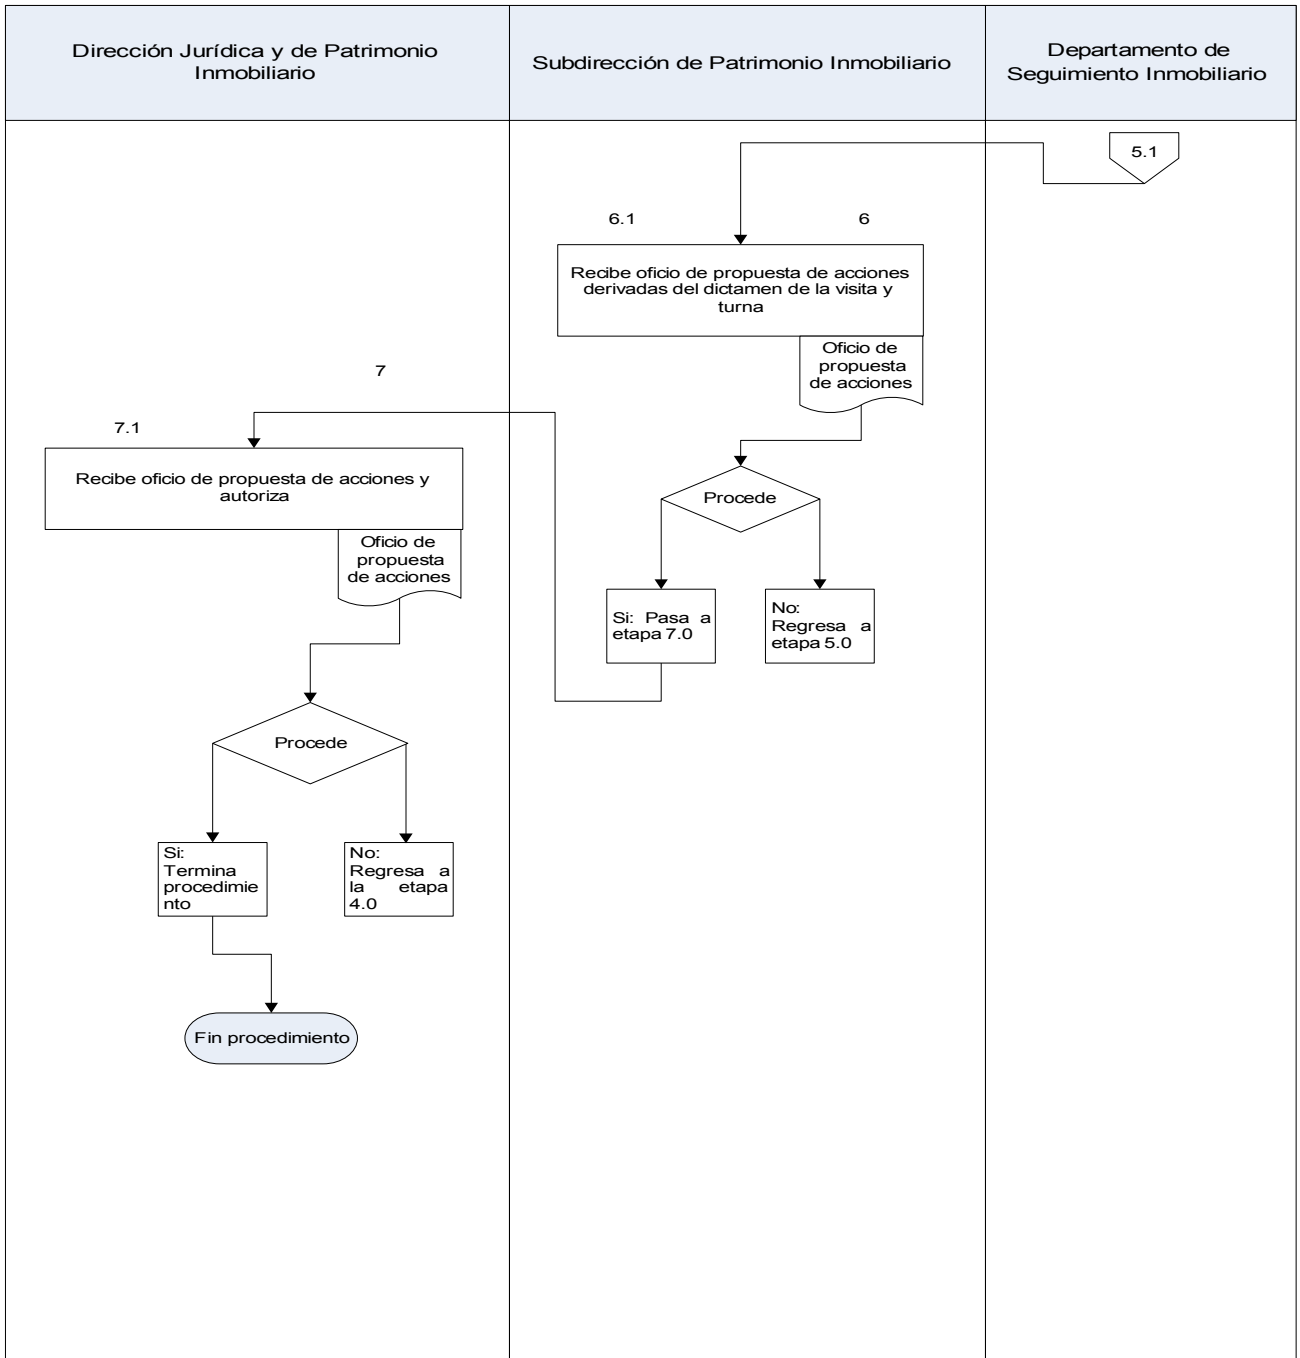 Dirección Jurídica y de Patrimonio
Inmobiliario
Subdirección de Patrimonio Inmobiliario
Departamento de
Seguimiento Inmobiliario
5.1
6.1
6
Recibe oficio de propuesta de acciones
derivadas del dictamen de la visita y
turna
Oficio de
propuesta
de acciones
Procede
Si: Pasa a
etapa 7.0
No:
Regresa a
etapa 5.0
7
7.1
Recibe oficio de propuesta de acciones y
autoriza
Oficio de
propuesta
de acciones
Procede
Si:
Termina
procedimie
nto
No:
Regresa a
la etapa
4.0
Fin procedimiento